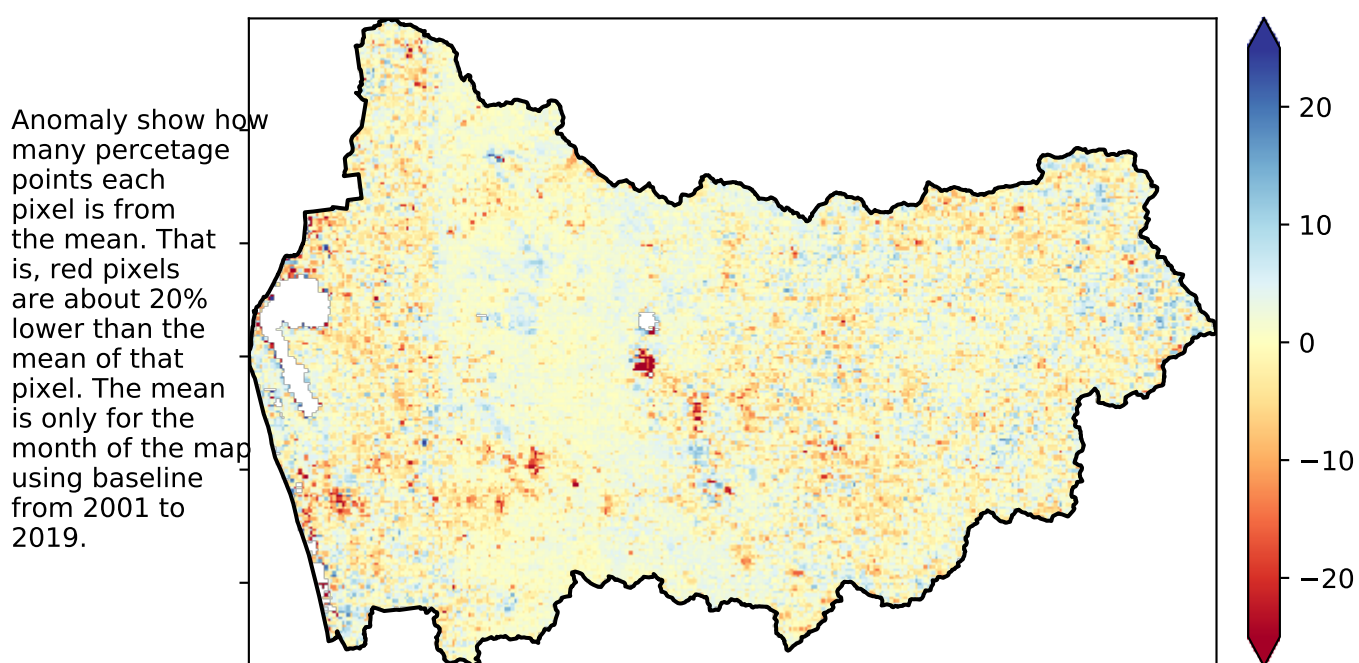 Anomaly show how
many percetage
points each
pixel is from
the mean. That
is, red pixels
are about 20%
lower than the
mean of that
pixel. The mean
is only for the
month of the map
using baseline
from 2001 to
2019.
20
10
0
−10
−20